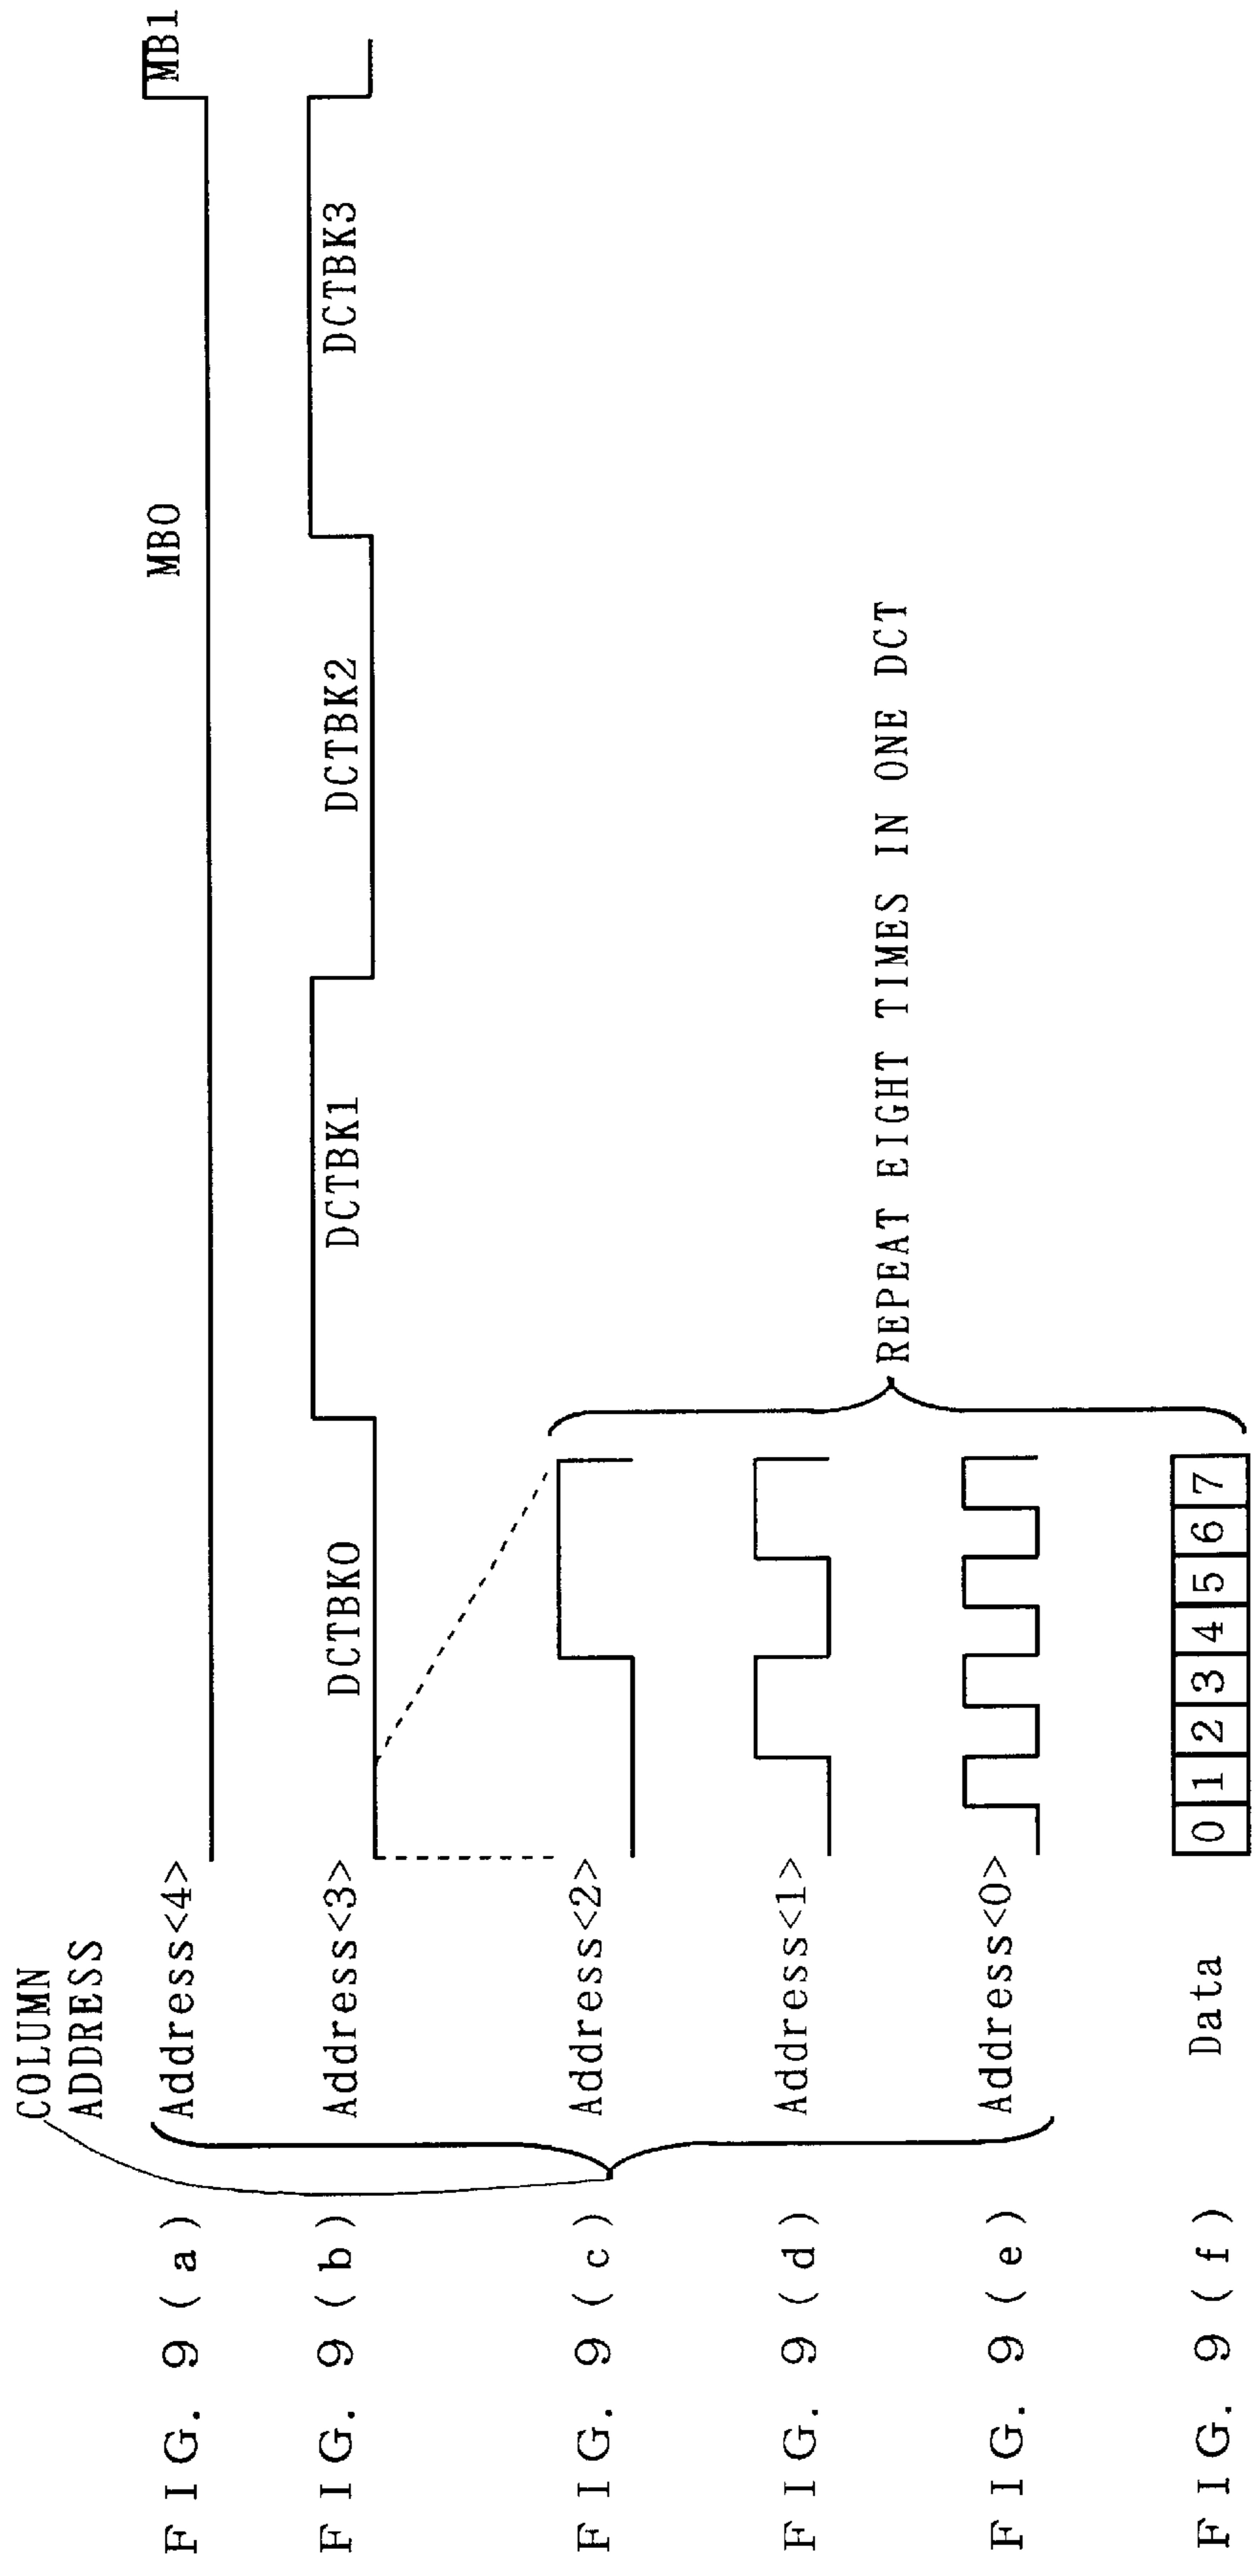 COLUMN
ADDRESS
FIG. 9 (a)
Address<4>
MB0
MB1
FIG. 9 (b)
Address<3>
DCTBK0
DCTBK1
DCTBK2
DCTBK3
FIG. 9 (c)
Address<2>
FIG. 9 (d)
Address<1>
REPEAT EIGHT TIMES IN ONE DCT
FIG. 9 (e)
Address<0>
FIG. 9 (f)
Data
0 1 2 3 4 5 6 7